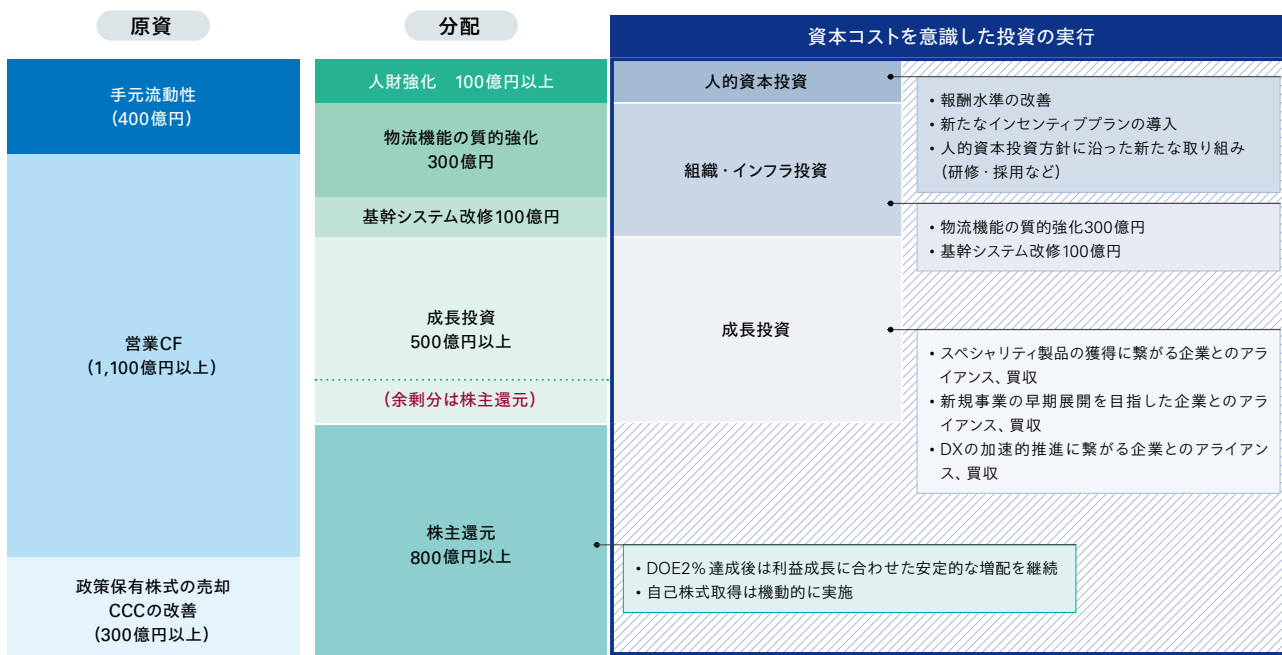 原資
手元流動性
（400億円）
営業CF
（1,100億円以上）
政策保有株式の売却
CCCの改善
（300億円以上）
分配
人財強化　100億円以上
物流機能の質的強化
300億円
基幹システム改修100億円
成長投資
500億円以上
（余剰分は株主還元）
株主還元
800億円以上
資本コストを意識した投資の実行
人的資本投資
組織・インフラ投資
成長投資
・報酬水準の改善
・新たなインセンティブプランの導入
・人的資本投資方針に沿った新たな取り組み
（研修・採用など）
・物流機能の質的強化300億円
・基幹システム改修100億円
・スペシャリティ製品の獲得に繋がる企業とのアラ
イアンス、買収
・新規事業の早期展開を目指した企業とのアラ
イアンス、買収
・DXの加速的推進に繋がる企業とのアライアン
ス、買収
・DOE2％達成後は利益成長に合わせた安定的な増配を継続
・自己株式取得は機動的に実施